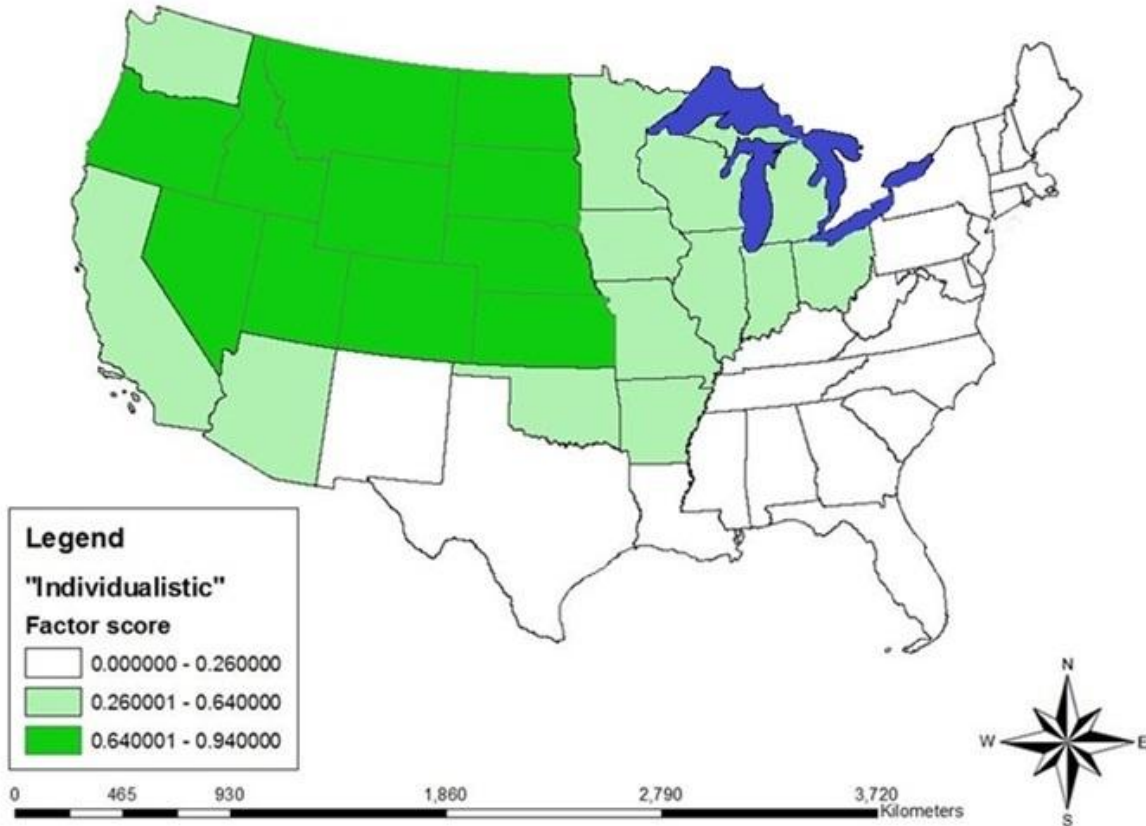 Legend
"Individualistic"
Factor score
0.000000 - 0.260000
0.260001 - 0.640000
0.640001 - 0.940000
N
W E
S
0 465 930 1,860 2,790 3,720
Kilometers